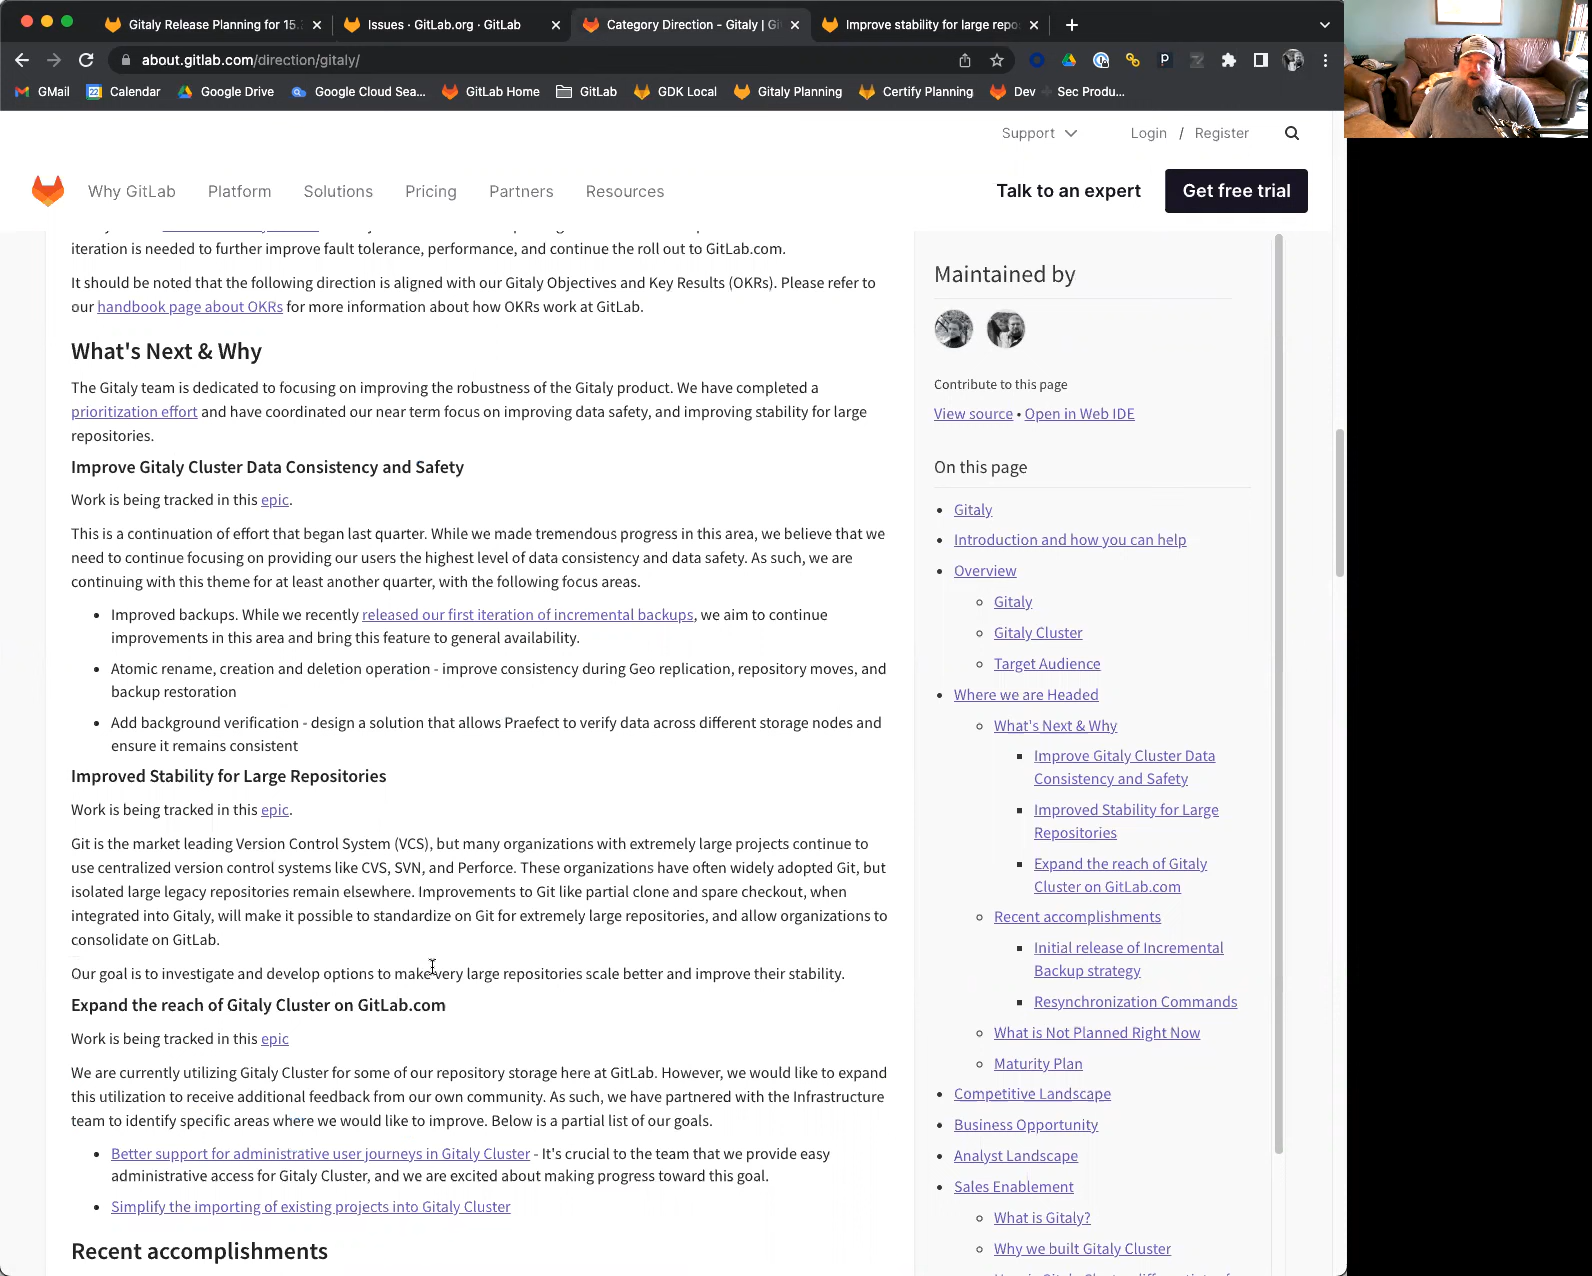 Gitaly Release Planning for 15.
Issues · GitLab.org · GitLab
Category Direction - Gitaly | Gi
Improve stability for large repo
about.gitlab.com/direction/gitaly/
GMail
Calendar
Google Drive
Google Cloud Sea...
GitLab Home
GitLab
GDK Local
Gitaly Planning
Certify Planning
Dev
Sec Produ...
Support
Login / Register
Why GitLab
Platform
Solutions
Pricing
Partners
Resources
Talk to an expert
Get free trial
iteration is needed to further improve fault tolerance, performance, and continue the roll out to GitLab.com.
It should be noted that the following direction is aligned with our Gitaly Objectives and Key Results (OKRs). Please refer to
our handbook page about OKRs for more information about how OKRs work at GitLab.
What's Next & Why
The Gitaly team is dedicated to focusing on improving the robustness of the Gitaly product. We have completed a
prioritization effort and have coordinated our near term focus on improving data safety, and improving stability for large
repositories.
Improve Gitaly Cluster Data Consistency and Safety
Work is being tracked in this epic.
This is a continuation of effort that began last quarter. While we made tremendous progress in this area, we believe that we
need to continue focusing on providing our users the highest level of data consistency and data safety. As such, we are
continuing with this theme for at least another quarter, with the following focus areas.
• Improved backups. While we recently released our first iteration of incremental backups, we aim to continue
improvements in this area and bring this feature to general availability.
• Atomic rename, creation and deletion operation - improve consistency during Geo replication, repository moves, and
backup restoration
• Add background verification - design a solution that allows Praefect to verify data across different storage nodes and
ensure it remains consistent
Improved Stability for Large Repositories
Work is being tracked in this epic.
Git is the market leading Version Control System (VCS), but many organizations with extremely large projects continue to
use centralized version control systems like CVS, SVN, and Perforce. These organizations have often widely adopted Git, but
isolated large legacy repositories remain elsewhere. Improvements to Git like partial clone and spare checkout, when
integrated into Gitaly, will make it possible to standardize on Git for extremely large repositories, and allow organizations to
consolidate on GitLab.
Our goal is to investigate and develop options to make very large repositories scale better and improve their stability.
Expand the reach of Gitaly Cluster on GitLab.com
Work is being tracked in this epic
We are currently utilizing Gitaly Cluster for some of our repository storage here at GitLab. However, we would like to expand
this utilization to receive additional feedback from our own community. As such, we have partnered with the Infrastructure
team to identify specific areas where we would like to improve. Below is a partial list of our goals.
• Better support for administrative user journeys in Gitaly Cluster - It's crucial to the team that we provide easy
administrative access for Gitaly Cluster, and we are excited about making progress toward this goal.
• Simplify the importing of existing projects into Gitaly Cluster
Recent accomplishments
Maintained by
Contribute to this page
View source • Open in Web IDE
On this page
• Gitaly
• Introduction and how you can help
• Overview
Gitaly
Gitaly Cluster
Target Audience
• Where we are Headed
What's Next & Why
Improve Gitaly Cluster Data
Consistency and Safety
Improved Stability for Large
Repositories
Expand the reach of Gitaly
Cluster on GitLab.com
Recent accomplishments
Initial release of Incremental
Backup strategy
Resynchronization Commands
What is Not Planned Right Now
Maturity Plan
• Competitive Landscape
• Business Opportunity
• Analyst Landscape
• Sales Enablement
What is Gitaly?
Why we built Gitaly Cluster